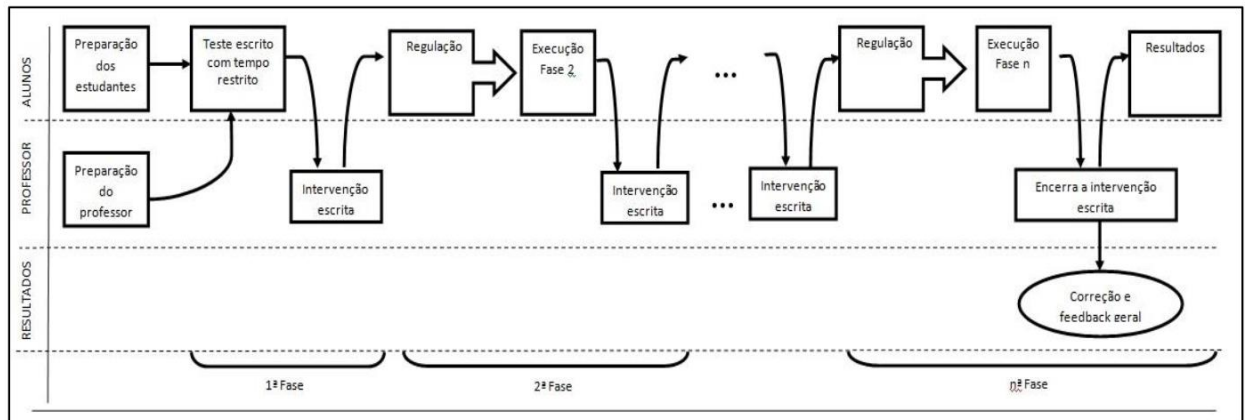 ALUNOS
Preparação
dos
estudantes
Teste escrito
com tempo
restrito
Regulação
Execução
Fase 2
...
Regulação
Execução
Fase n
Resultados
PROFESSOR
Preparação
do
professor
Intervenção
escrita
Intervenção
escrita
...
Intervenção
escrita
Encerra a intervenção
escrita
RESULTADOS
Correção e
feedback geral
1ª Fase
2ª Fase
nª Fase